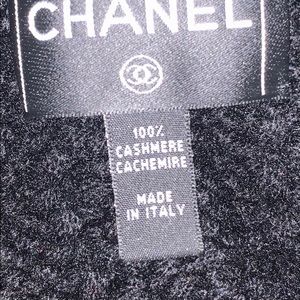 CHANEL
100%
CASHMERE
CACHEMIRE
MADE
IN ITALY